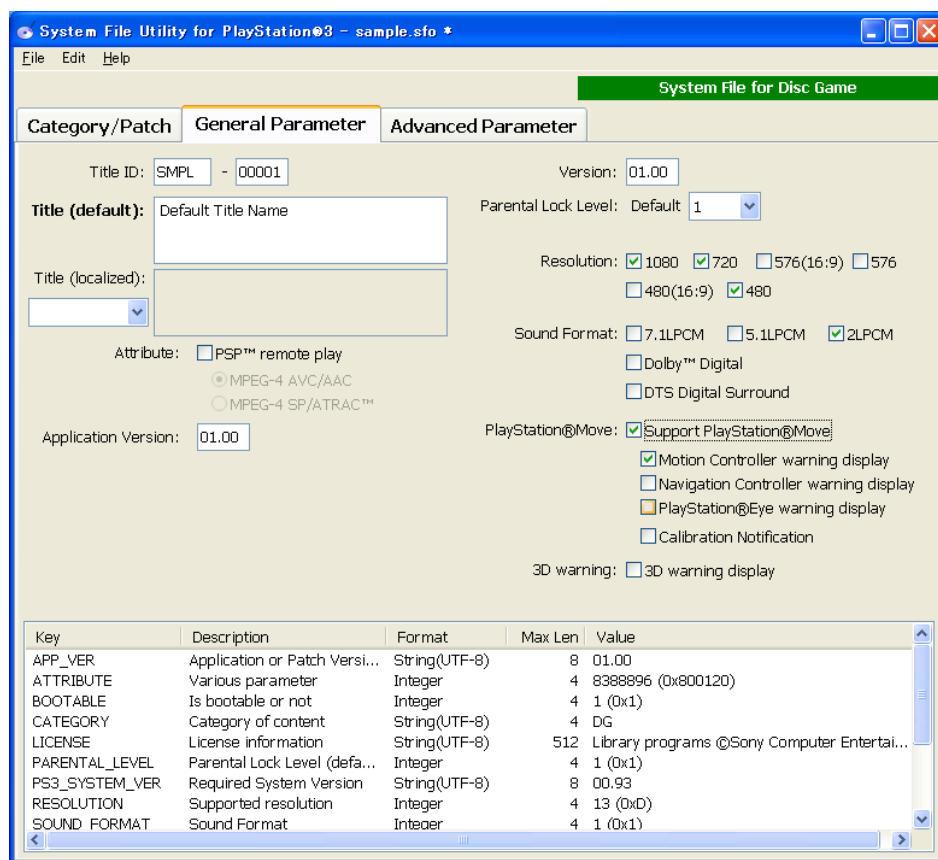 System File Utility for PlayStation®3 - sample.sfo *
File Edit Help
System File for Disc Game
Category/Patch General Parameter Advanced Parameter
Title ID: SMPL - 00001
Version: 01.00
Title (default): Default Title Name
Parental Lock Level: Default 1
Title (localized):
Resolution: 1080 720 576(16:9) 576
480(16:9) 480
Sound Format: 7.1LPCM 5.1LPCM 2LPCM
Dolby™ Digital
DTS Digital Surround
Attribute: PSP™ remote play
MPEG-4 AVC/AAC
MPEG-4 SP/ATRAC™
Application Version: 01.00
PlayStation®Move: Support PlayStation®Move
Motion Controller warning display
Navigation Controller warning display
PlayStation®Eye warning display
Calibration Notification
3D warning: 3D warning display
Key Description Format Max Len Value
APP_VER Application or Patch Versi... String(UTF-8) 8 01.00
ATTRIBUTE Various parameter Integer 4 8388896 (0x800120)
BOOTABLE Is bootable or not Integer 4 1 (0x1)
CATEGORY Category of content String(UTF-8) 4 DG
LICENSE License information String(UTF-8) 512 Library programs ©Sony Computer Entertai...
PARENTAL_LEVEL Parental Lock Level (defa... Integer 4 1 (0x1)
PS3_SYSTEM_VER Required System Version String(UTF-8) 8 00.93
RESOLUTION Supported resolution Integer 4 13 (0xD)
SOUND_FORMAT Sound Format Integer 4 1 (0x1)